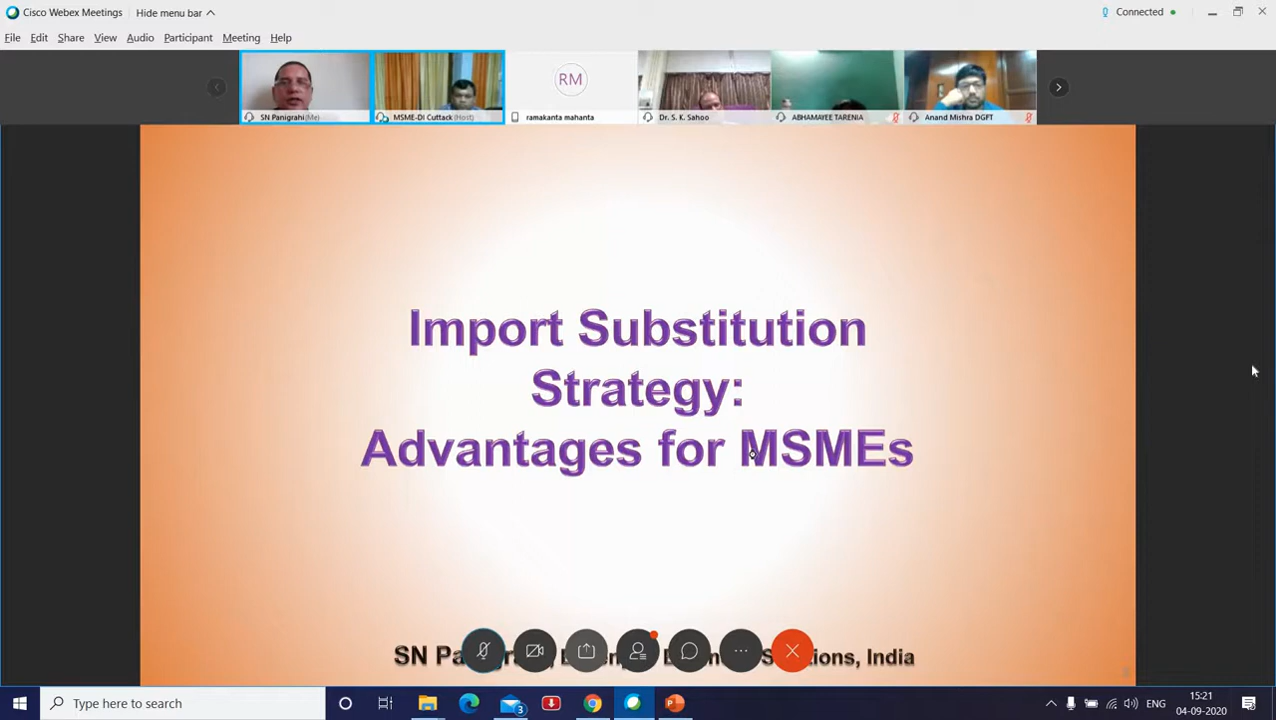 Cisco Webex Meetings Hide menu bar Connected
File Edit Share View Audio Participant Meeting Help
RM
SN Panigrahi (Me) MSME-DI Cuttack (Host) ramakanta mahanta Dr. S. K. Sahoo ABHAMAYEE TARENIA Anand Mishra DGFT
Import Substitution
Strategy:
Advantages for MSMEs
SN India
3
Type here to search ENG 15:21
04-09-2020